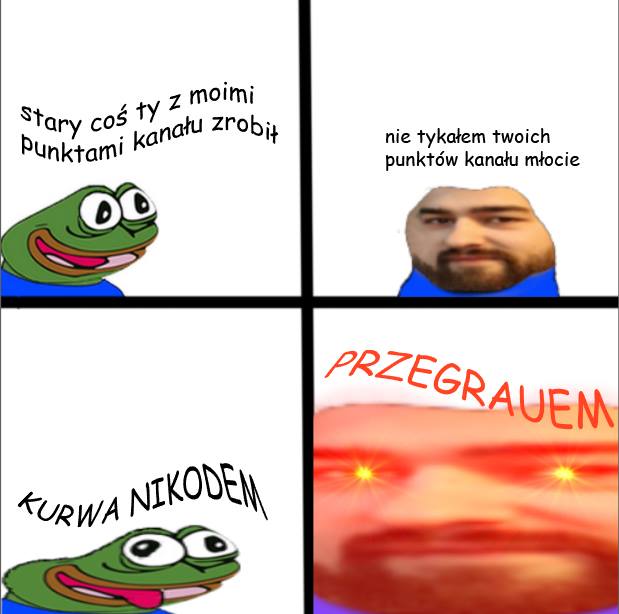 stary coś ty z moimi
punktami kanału zrobił
nie tykałem twoich
punktów kanału młocie
KURWA NIKODEM
PRZEGRAUEM